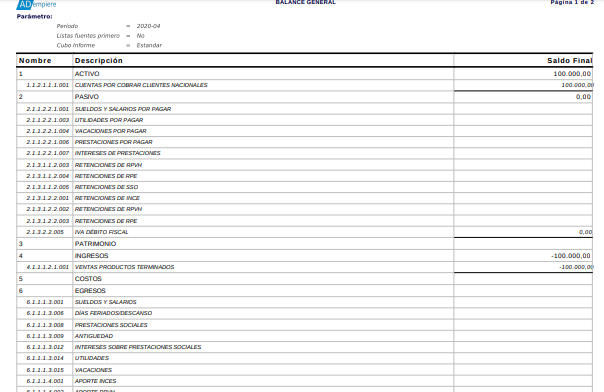 ADempiere BALANCE GENERAL Página 1 de 2
Parámetro:
Período = 2020-04
Listas fuentes primero = No
Cubo Informe = Estandar
Nombre Descripción Saldo Final
1 ACTIVO 100.000,00
1.1.2.1.1.1.001 CUENTAS POR COBRAR CLIENTES NACIONALES 100.000,00
2 PASIVO 0,00
2.1.1.2.2.1.001 SUELDOS Y SALARIOS POR PAGAR
2.1.1.2.2.1.003 UTILIDADES POR PAGAR
2.1.1.2.2.1.004 VACACIONES POR PAGAR
2.1.1.2.2.1.006 PRESTACIONES POR PAGAR
2.1.1.2.2.1.007 INTERESES DE PRESTACIONES
2.1.3.1.1.2.003 RETENCIONES DE RPVH
2.1.3.1.1.2.004 RETENCIONES DE RPE
2.1.3.1.1.2.005 RETENCIONES DE SSO
2.1.3.1.2.2.001 RETENCIONES DE INCE
2.1.3.1.2.2.002 RETENCIONES DE RPVH
2.1.3.1.2.2.003 RETENCIONES DE RPE
2.1.3.2.2.005 IVA DÉBITO FISCAL 0,00
3 PATRIMONIO
4 INGRESOS -100.000,00
4.1.1.1.2.1.001 VENTAS PRODUCTOS TERMINADOS -100.000,00
5 COSTOS
6 EGRESOS
6.1.1.1.3.001 SUELDOS Y SALARIOS
6.1.1.1.3.006 DÍAS FERIADOS/DESCANSO
6.1.1.1.3.008 PRESTACIONES SOCIALES
6.1.1.1.3.009 ANTIGUEDAD
6.1.1.1.3.012 INTERESES SOBRE PRESTACIONES SOCIALES
6.1.1.1.3.014 UTILIDADES
6.1.1.1.3.015 VACACIONES
6.1.1.1.4.001 APORTE INCES